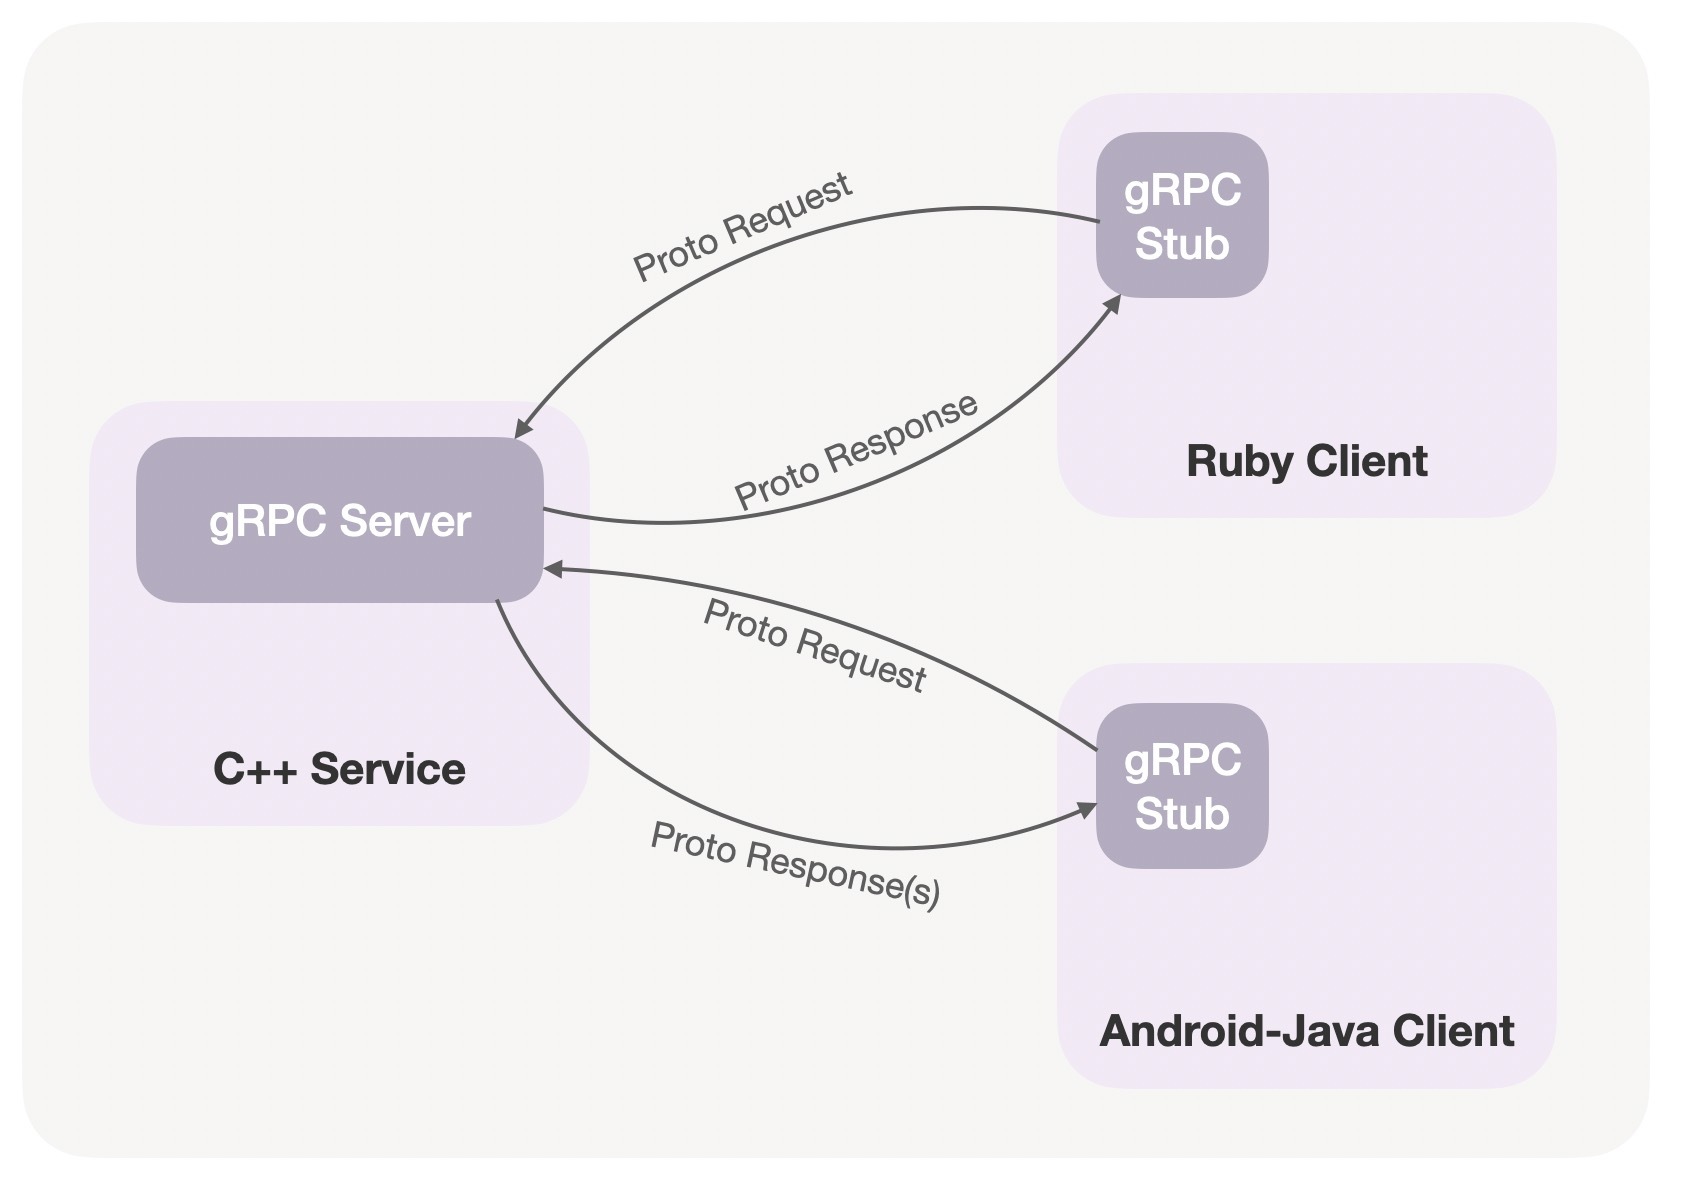 gRPC
Stub
Proto Request
Proto Response
Ruby Client
gRPC Server
C++ Service
Proto Request
Proto Response(s)
gRPC
Stub
Android-Java Client